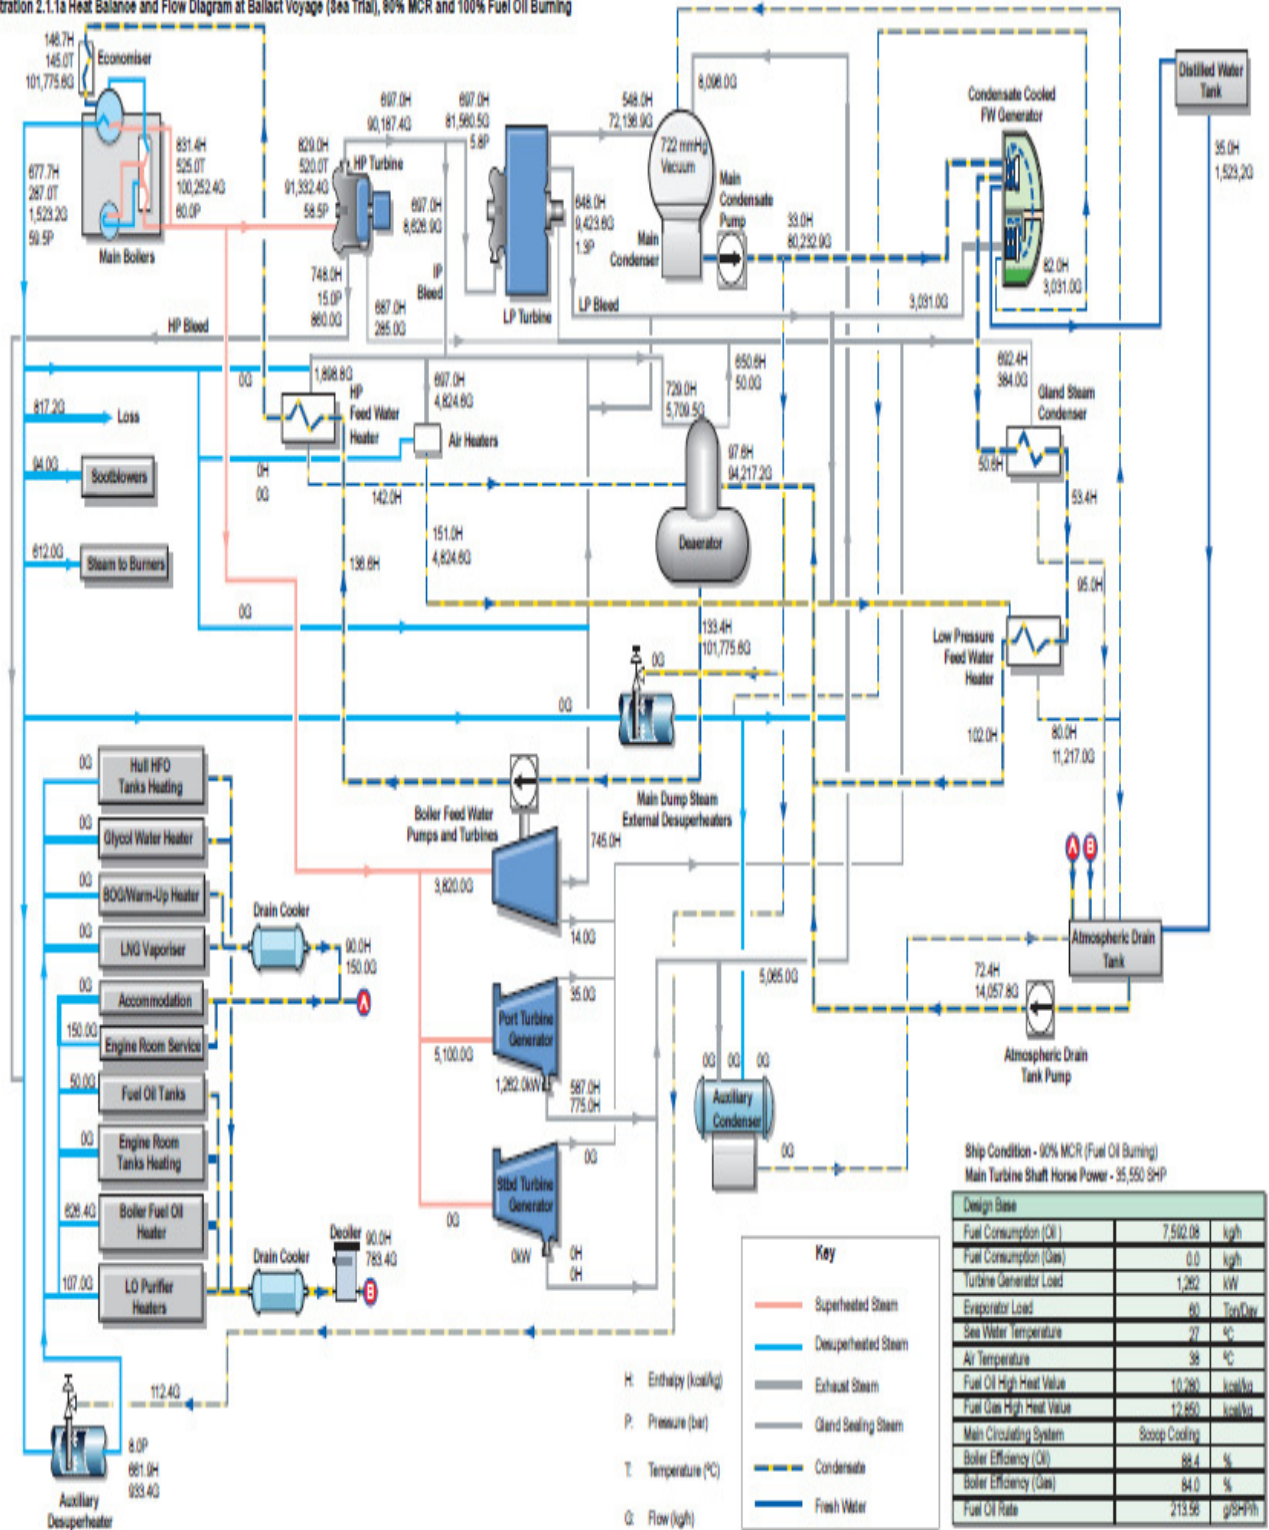 tration 2.1.1a Heat Balance and Flow Diagram at Ballast Voyage (Sea Trial), 90% MCR and 100% Fuel Oil Burning
146.7H
145.0T
101,775.6G
Economiser
677.7H
287.0T
1,523.2G
59.5P
831.4H
525.0T
100,252.4G
60.0P
Main Boilers
697.0H
90,187.4G
829.0H
520.0T
91,332.4G
58.5P
HP Turbine
697.0H
81,560.5G
5.8P
697.0H
8,626.9G
IP
Bleed
748.0H
15.0P
860.0G
687.0H
285.0G
HP Bleed
LP Turbine
548.0H
72,136.9G
648.0H
9,423.6G
1.3P
LP Bleed
8,096.0G
722 mmHg
Vacuum
Main
Condenser
Main
Condensate
Pump
33.0H
80,232.9G
Condensate Cooled
FW Generator
82.0H
3,031.0G
3,031.0G
Distilled Water
Tank
35.0H
1,523.2G
0G
817.2G
Loss
94.0G
Sootblowers
612.0G
Steam to Burners
1,898.8G
HP
Feed Water
Heater
697.0H
4,824.6G
Air Heaters
0H
0G
142.0H
151.0H
4,824.6G
136.6H
0G
729.0H
5,709.5G
650.6H
50.0G
97.6H
94,217.2G
Deaerator
133.4H
101,775.6G
692.4H
384.0G
Gland Steam
Condenser
50.6H
53.4H
95.0H
Low Pressure
Feed Water
Heater
102.0H
80.0H
11,217.0G
0G
0G
Main Dump Steam
External Desuperheaters
Boiler Feed Water
Pumps and Turbines
745.0H
3,820.0G
14.0G
35.0G
Port Turbine
Generator
5,100.0G
1,262.0kW
587.0H
775.0H
0G
Stbd Turbine
Generator
0G
0kW
0H
0H
5,065.0G
0G 0G 0G
Auxiliary
Condenser
0G
A B
Atmospheric Drain
Tank
72.4H
14,057.8G
Atmospheric Drain
Tank Pump
0G
Hull HFO
Tanks Heating
0G
Glycol Water Heater
0G
BOG/Warm-Up Heater
0G
LNG Vaporiser
0G
Accommodation
150.0G
Engine Room Service
50.0G
Fuel Oil Tanks
0G
Engine Room
Tanks Heating
626.4G
Boiler Fuel Oil
Heater
107.0G
LO Purifier
Heaters
Drain Cooler
90.0H
150.0G
A
Drain Cooler
Deoiler
90.0H
783.4G
B
112.4G
8.0P
661.9H
933.4G
Auxiliary
Desuperheater
H: Enthalpy (kcal/kg)
P. Pressure (bar)
T. Temperature (ºC)
G: Flow (kg/h)
Key
Superheated Steam
Desuperheated Steam
Exhaust Steam
Gland Sealing Steam
Condensate
Fresh Water
Ship Condition - 90% MCR (Fuel Oil Burning)
Main Turbine Shaft Horse Power - 35,550 SHP
Design Base
Fuel Consumption (Oil ) 7,592.08 kg/h
Fuel Consumption (Gas) 0.0 kg/h
Turbine Generator Load 1,262 kW
Evaporator Load 60 Ton/Day
Sea Water Temperature 27 ºC
Air Temperature 38 ºC
Fuel Oil High Heat Value 10,280 kcal/kg
Fuel Gas High Heat Value 12,650 kcal/kg
Main Circulating System Scoop Cooling
Boiler Efficiency (Oil) 88.4 %
Boiler Efficiency (Gas) 84.0 %
Fuel Oil Rate 213.56 g/SHP/h